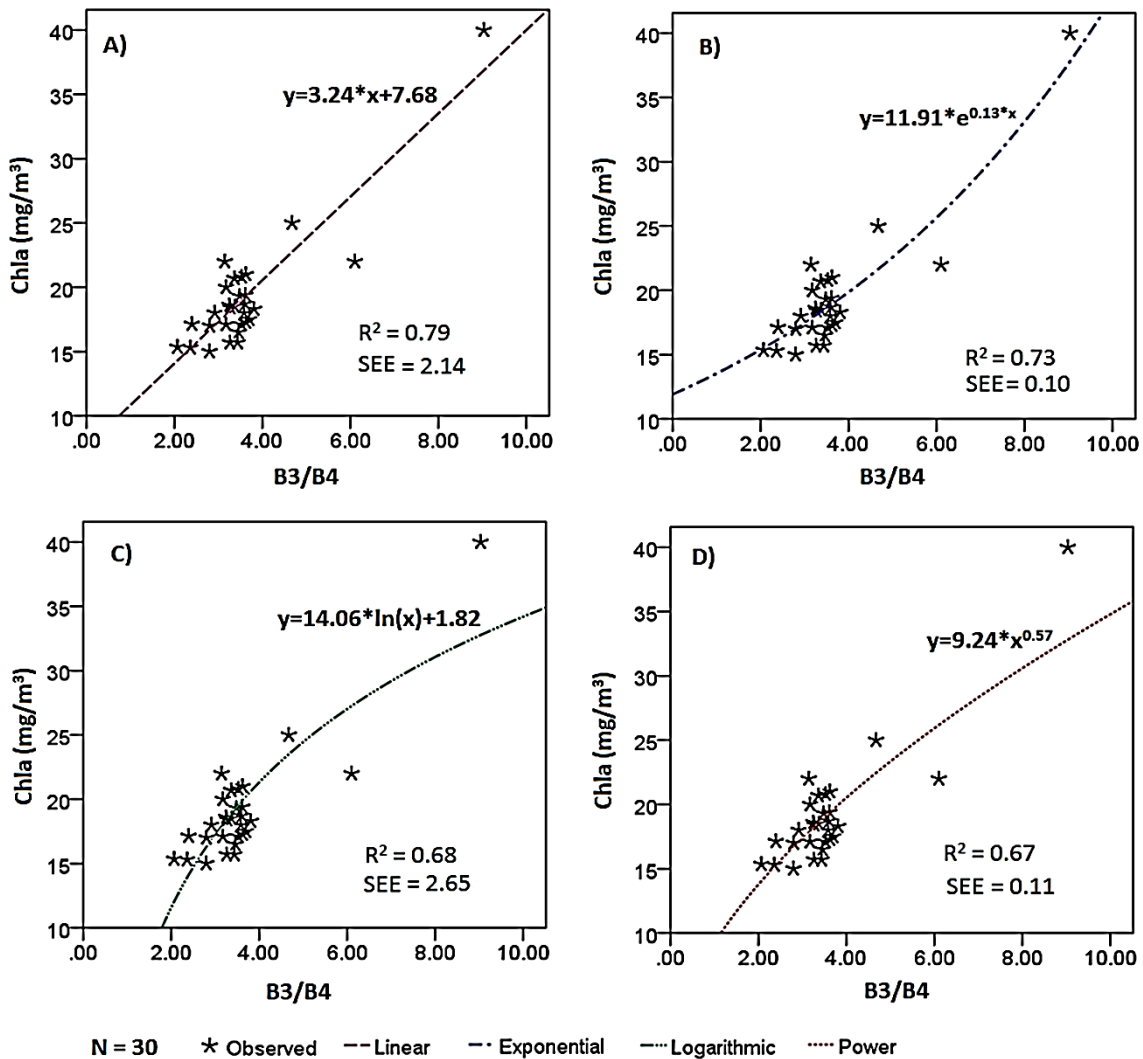 A)
y=3.24*x+7.68
R² = 0.79
SEE = 2.14
Chla (mg/m³)
40
35
30
25
20
15
10
.00 2.00 4.00 6.00 8.00 10.00
B3/B4
B)
y=11.91*e^0.13*x
R² = 0.73
SEE= 0.10
Chla (mg/m³)
40
35
30
25
20
15
10
.00 2.00 4.00 6.00 8.00 10.00
B3/B4
C)
y=14.06*ln(x)+1.82
R² = 0.68
SEE = 2.65
Chla (mg/m³)
40
35
30
25
20
15
10
.00 2.00 4.00 6.00 8.00 10.00
B3/B4
D)
y=9.24*x^0.57
R² = 0.67
SEE = 0.11
Chla (mg/m³)
40
35
30
25
20
15
10
.00 2.00 4.00 6.00 8.00 10.00
B3/B4
N = 30 Observed Linear Exponential Logarithmic Power